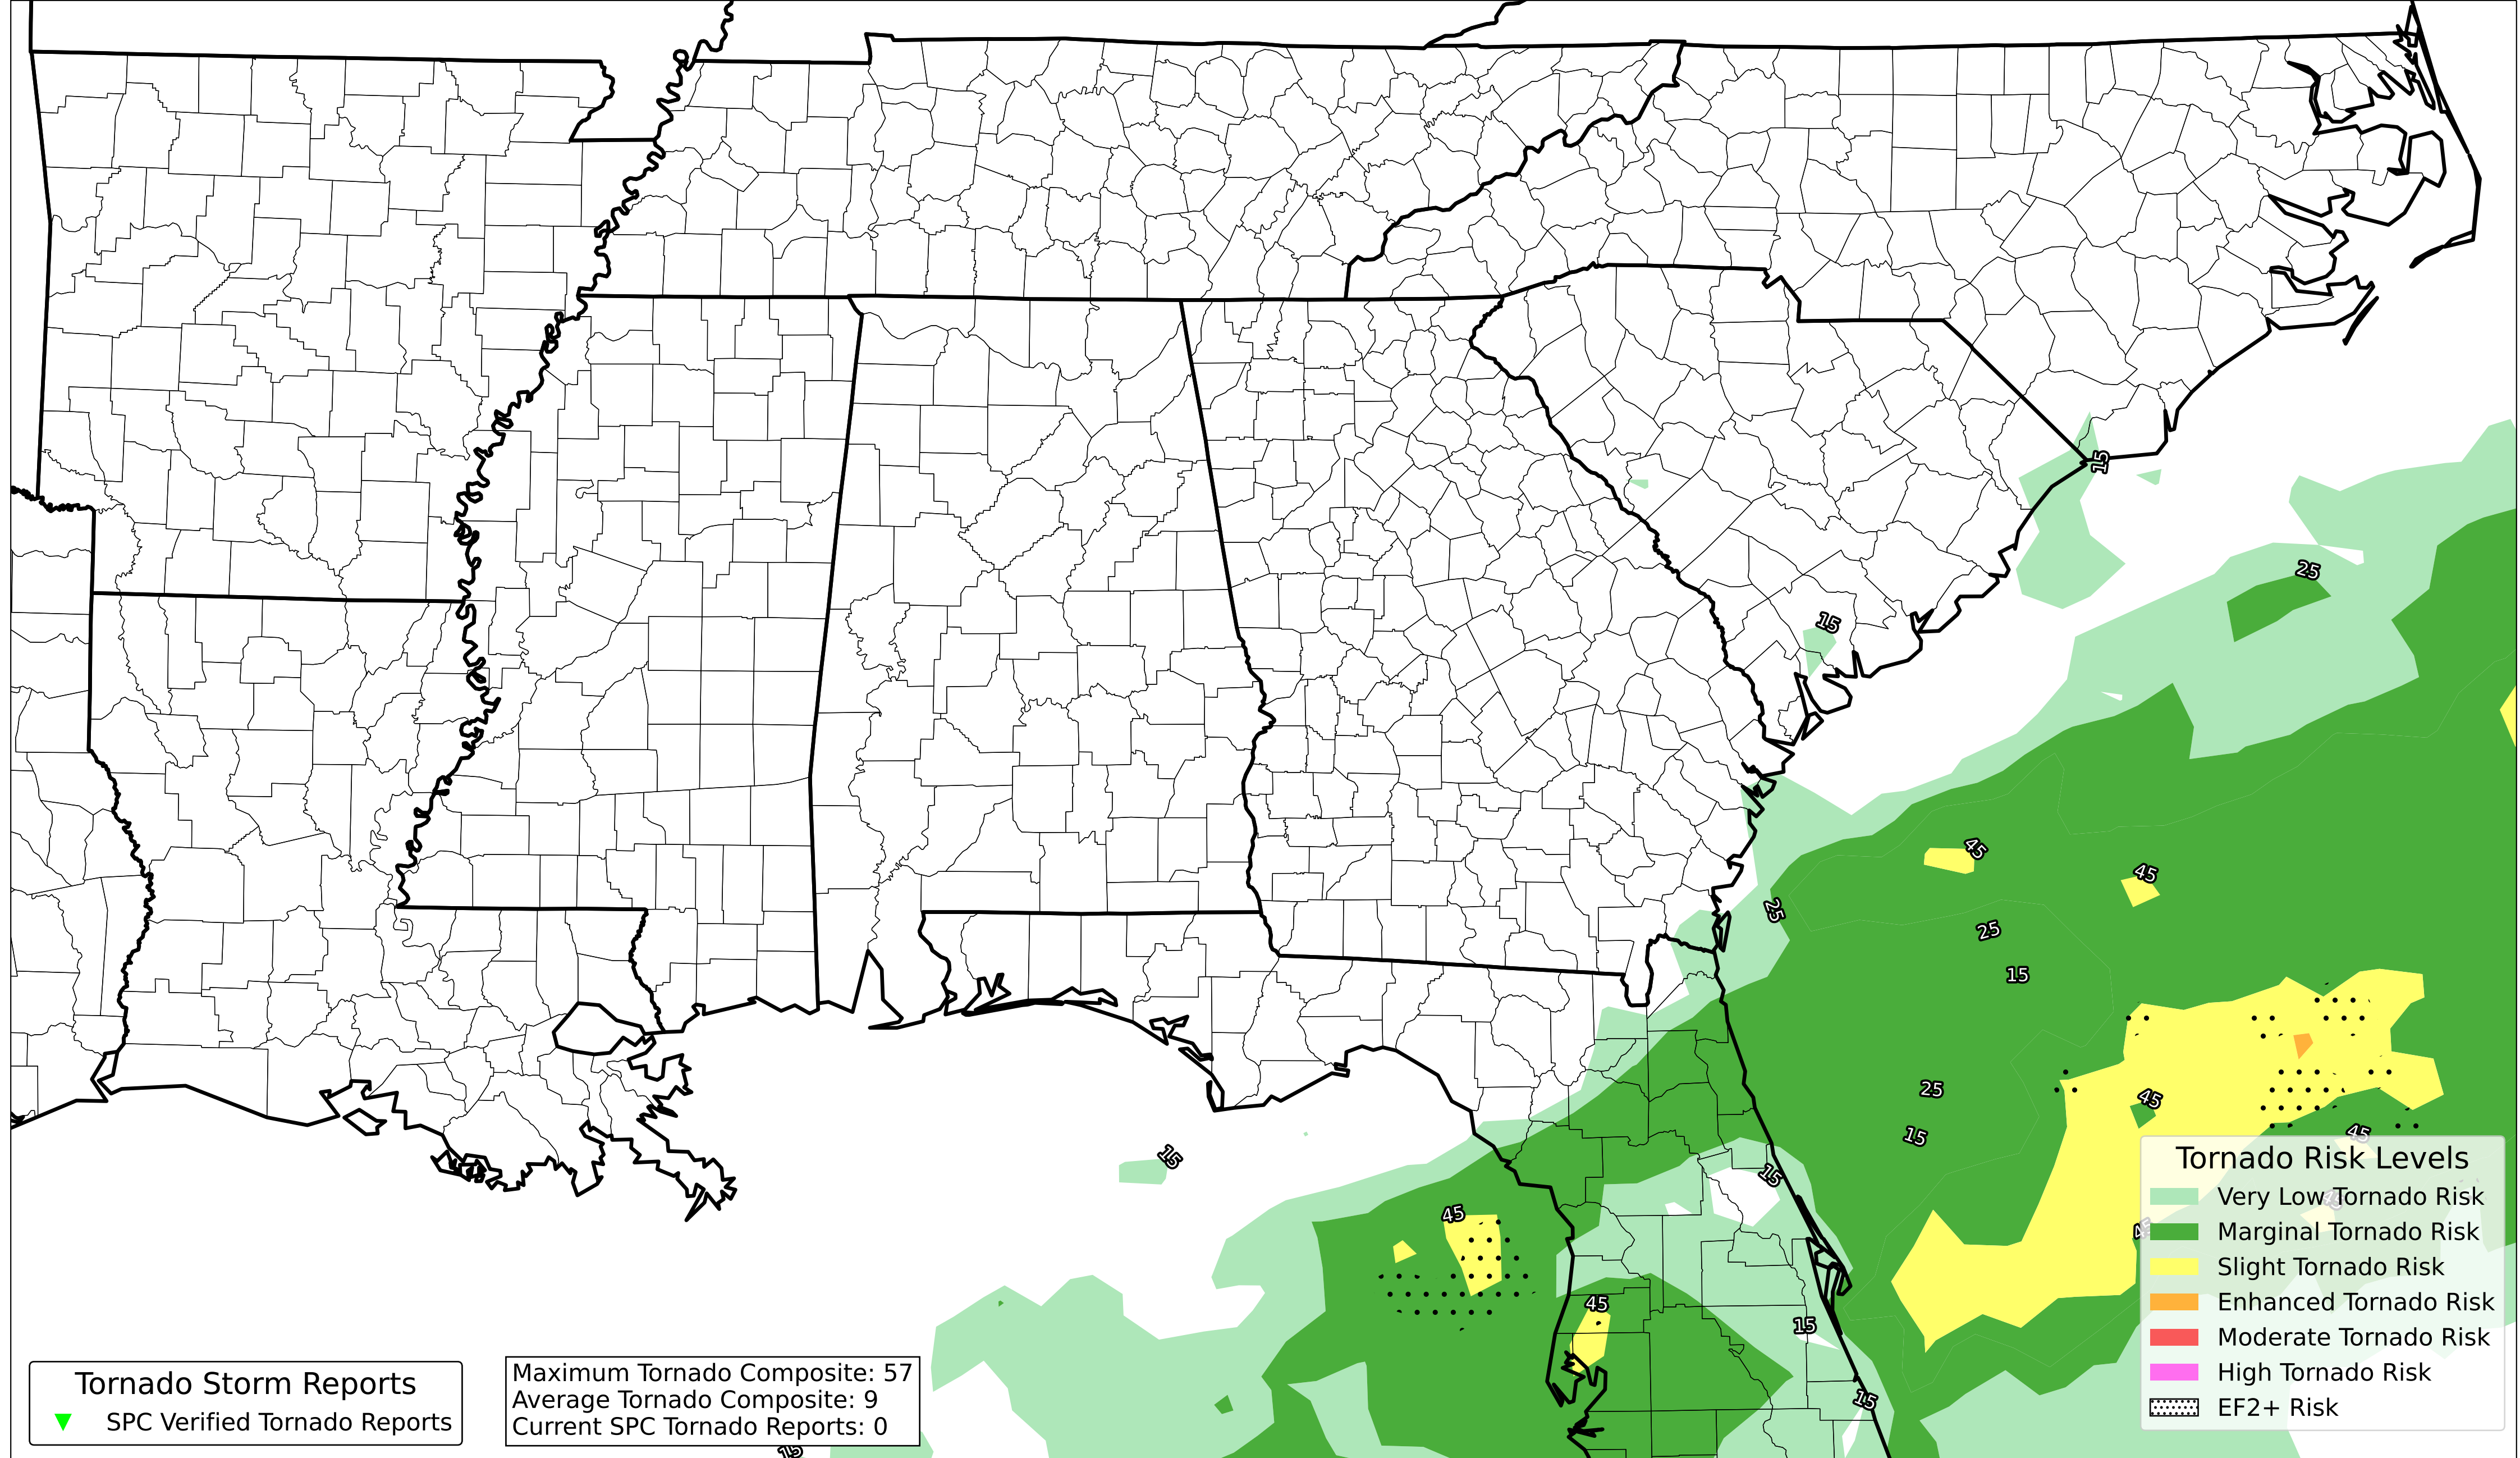 15
25
15
45
45
25
25
15
25
45
15
45
15
15
45
45
15
15
15
Tornado Risk Levels
Very Low Tornado Risk
Marginal Tornado Risk
Slight Tornado Risk
Enhanced Tornado Risk
Moderate Tornado Risk
High Tornado Risk
EF2+ Risk
Tornado Storm Reports
SPC Verified Tornado Reports
Maximum Tornado Composite: 57
Average Tornado Composite: 9
Current SPC Tornado Reports: 0
15